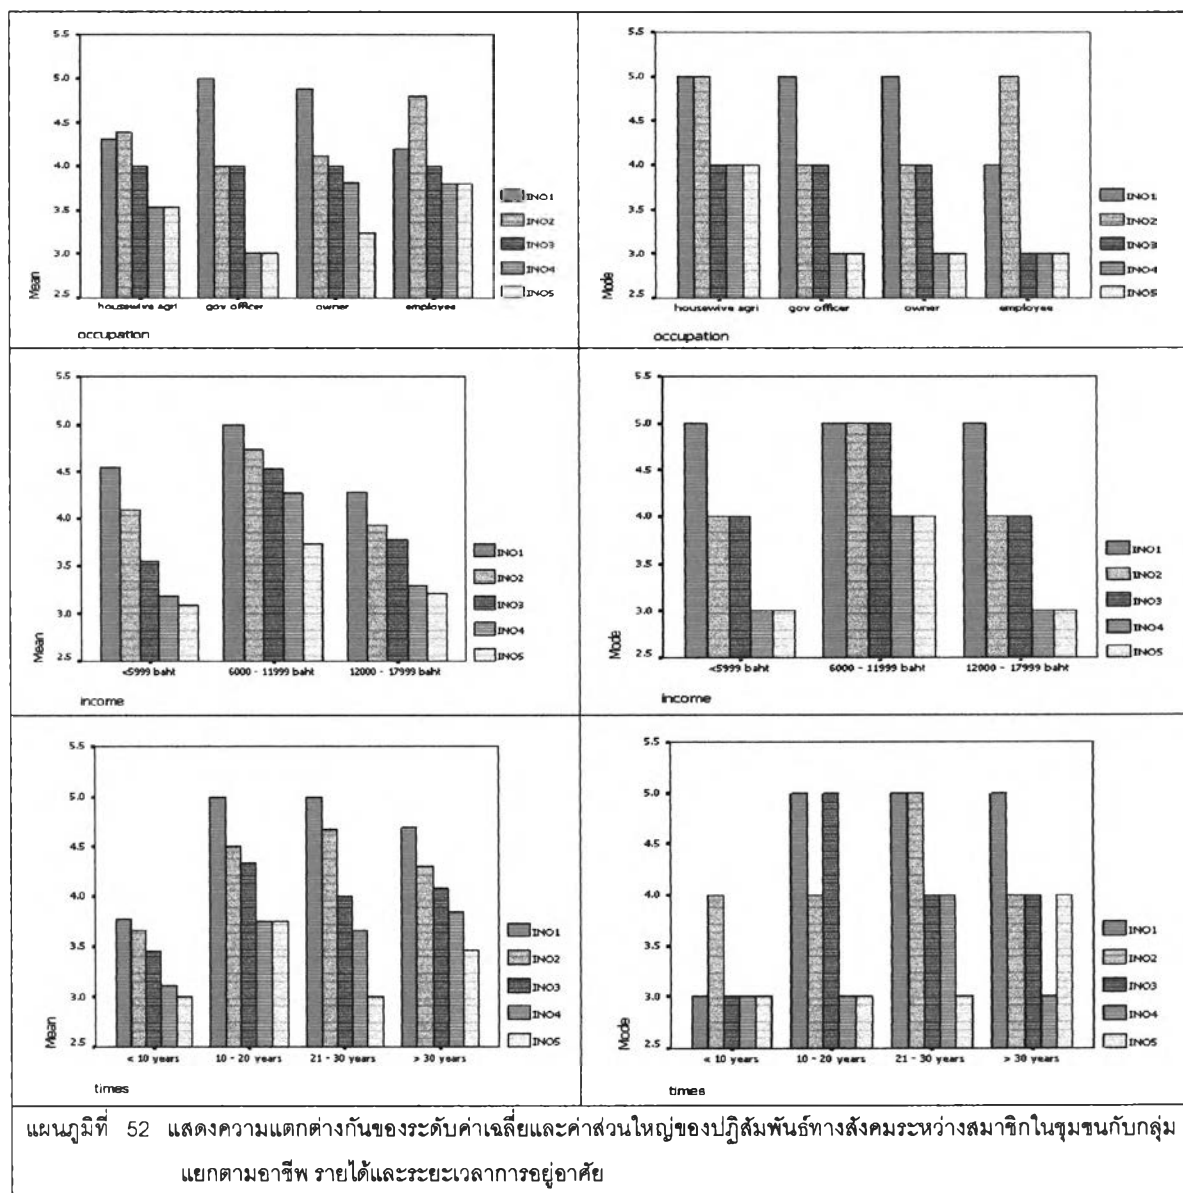 5.5
5.0
4.5
4.0
3.5
3.0
2.5
Mean
housewive agri gov officer owner employee
occupation
INO1
INO2
INO3
INO4
INO5
5.5
5.0
4.5
4.0
3.5
3.0
2.5
Mode
housewive agri gov officer owner employee
occupation
INO1
INO2
INO3
INO4
INO5
5.5
5.0
4.5
4.0
3.5
3.0
2.5
Mean
<5999 baht 6000 - 11999 baht 12000 - 17999 baht
income
INO1
INO2
INO3
INO4
INO5
5.5
5.0
4.5
4.0
3.5
3.0
2.5
Mode
<5999 baht 6000 - 11999 baht 12000 - 17999 baht
income
INO1
INO2
INO3
INO4
INO5
5.5
5.0
4.5
4.0
3.5
3.0
2.5
Mean
< 10 years 10 - 20 years 21 - 30 years > 30 years
times
INO1
INO2
INO3
INO4
INO5
5.5
5.0
4.5
4.0
3.5
3.0
2.5
Mode
< 10 years 10 - 20 years 21 - 30 years > 30 years
times
INO1
INO2
INO3
INO4
INO5
แผนภูมิที่ 52 แสดงความแตกต่างกันของระดับค่าเฉลี่ยและค่าส่วนใหญ่ของปฏิสัมพันธ์ทางสังคมระหว่างสมาชิกในชุมชนกับกลุ่ม
แยกตามอาชีพ รายได้และระยะเวลาการอยู่อาศัย